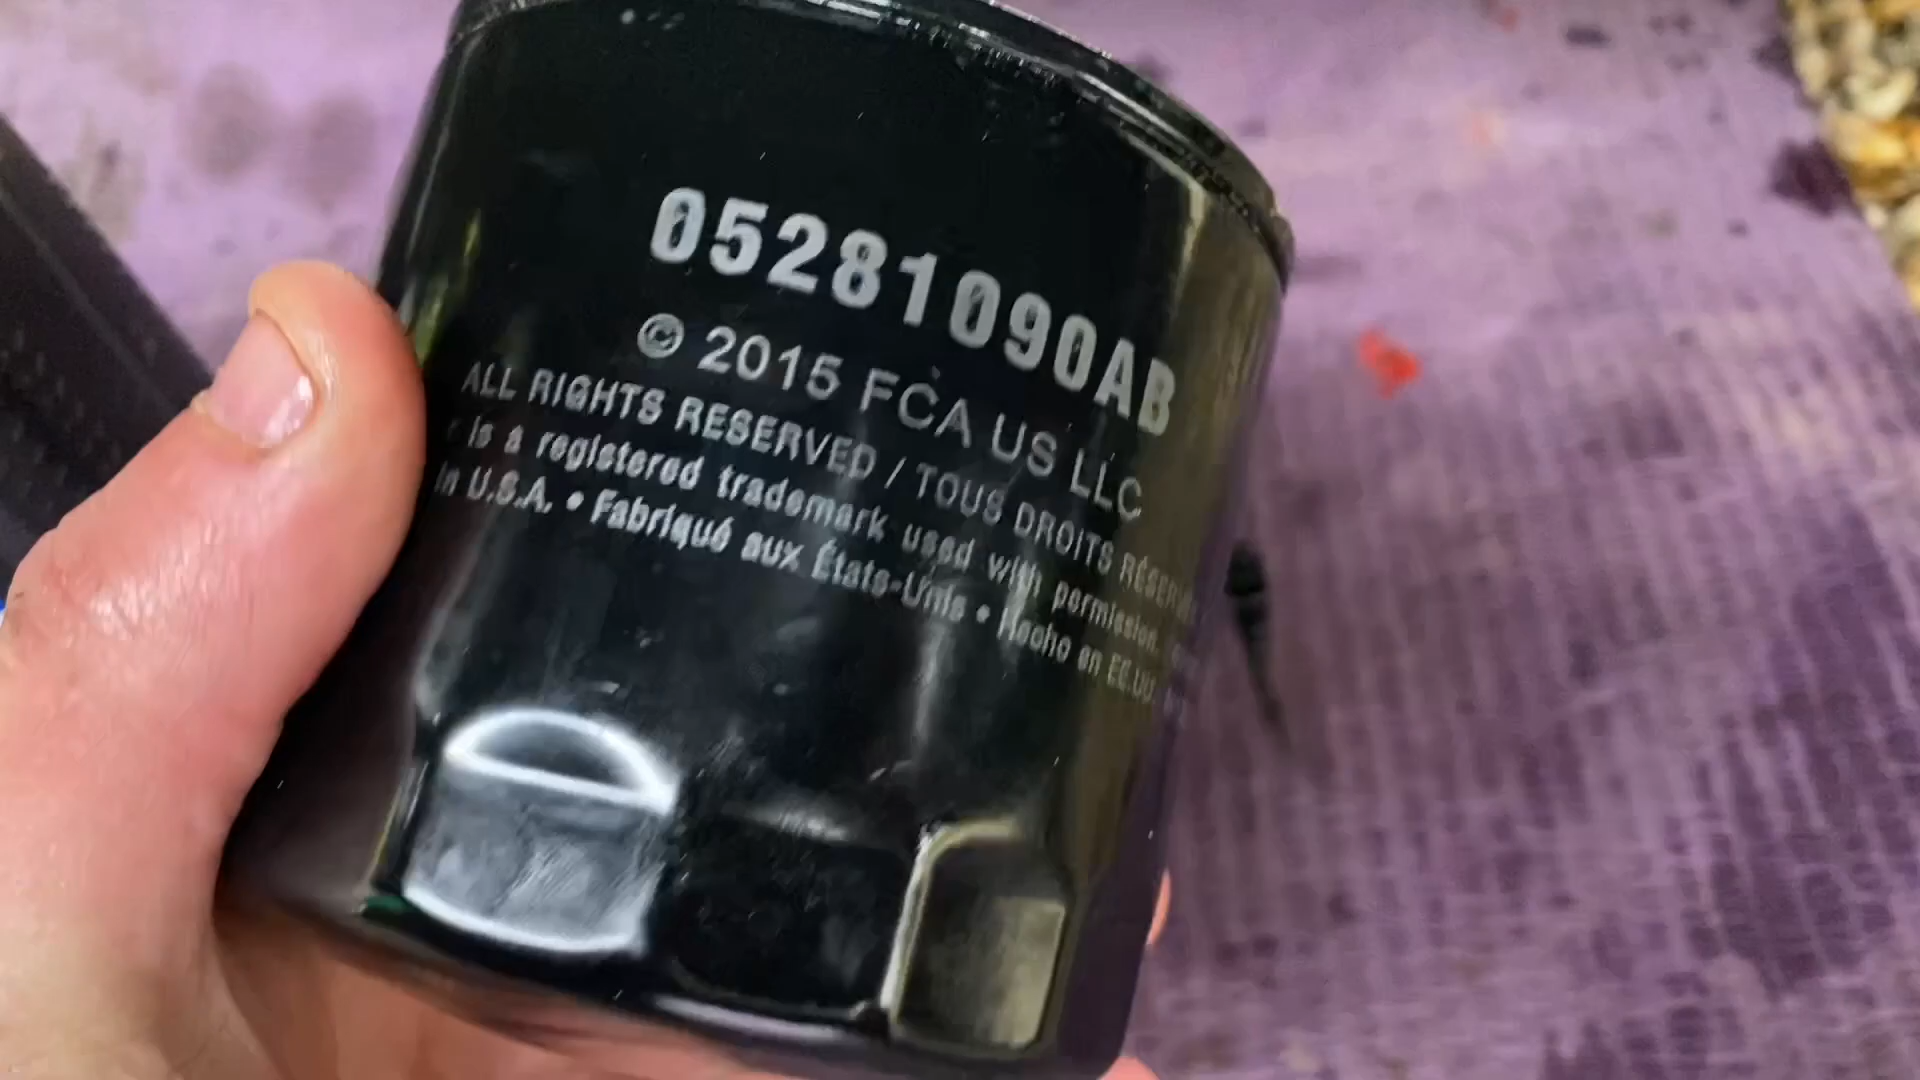 05281090AB
© 2015 FCA US LLC
ALL RIGHTS RESERVED / TOUS DROITS
is a registered trademark used with permission.
in U.S.A. • Fabriqué aux États-Unis • Hecho en EE.UU